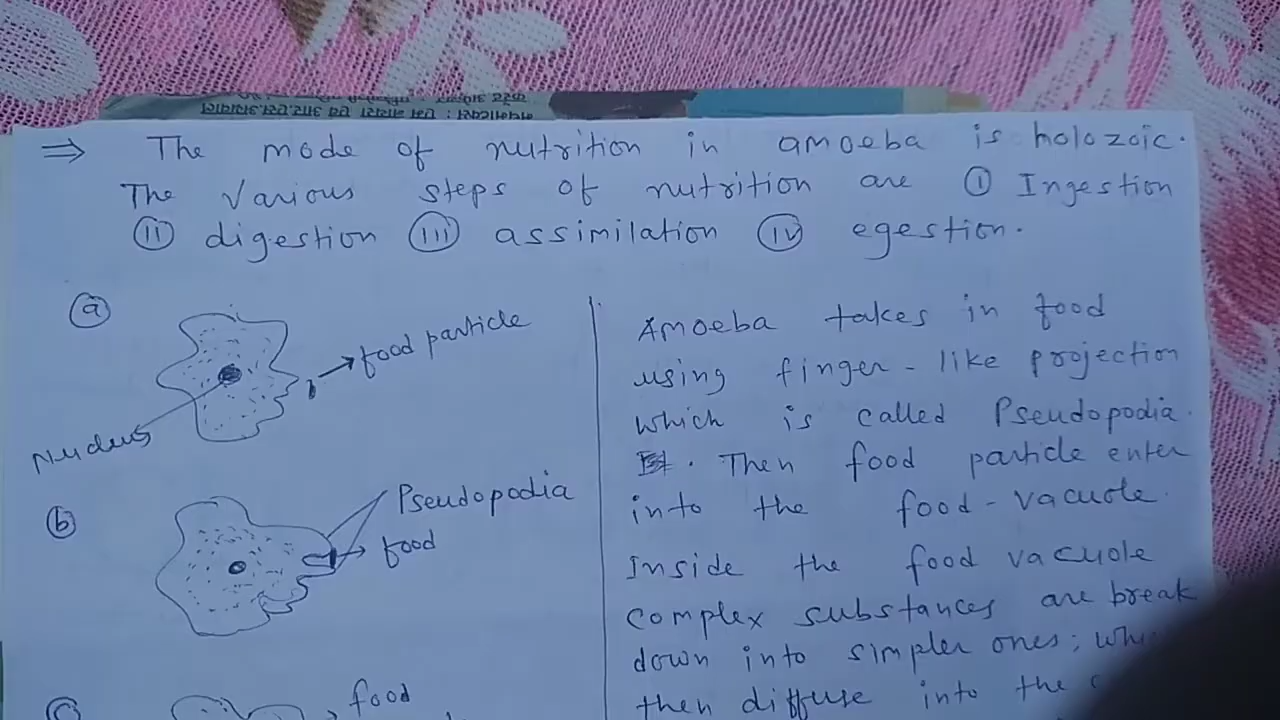 ⇒ The mode of nutrition in amoeba is holozoic.
The various steps of nutrition are ⓘ Ingestion
(ii) digestion (iii) assimilation (iv) egestion.
(a)
food particle
Nucleus
(b)
Pseudopodia
food
(c)
food
Amoeba takes in food
using finger-like projection
which is called Pseudopodia
. Then food particle enter
into the food-vacuole.
Inside the food vacuole
complex substances are break
down into simpler ones;
then diffuse into the